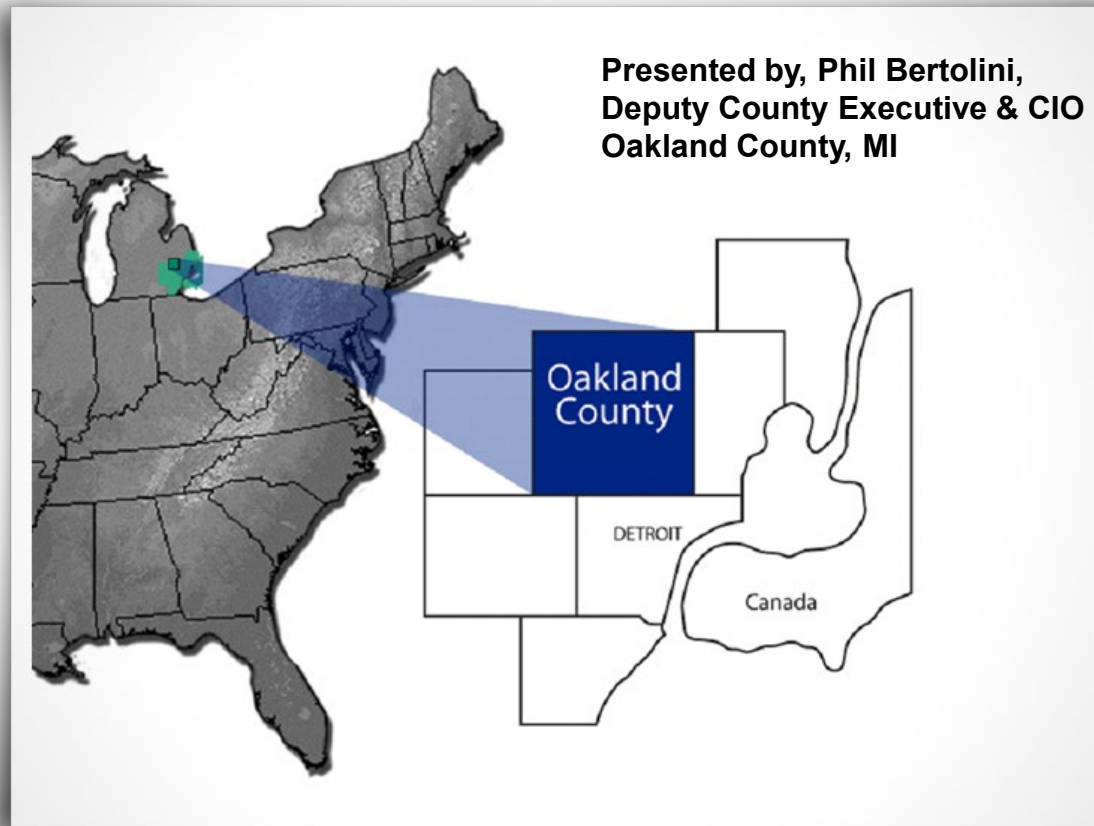 Presented by, Phil Bertolini,
Deputy County Executive & CIO
Oakland County, MI
Oakland
County
DETROIT
Canada